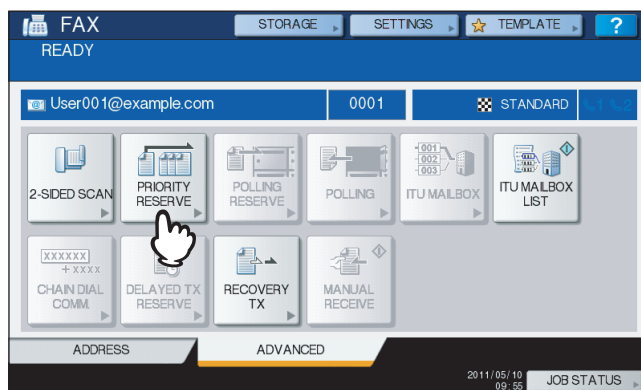 FAX
STORAGE
SETTINGS
TEMPLATE
?
READY
User001@example.com
0001
STANDARD
1 2
2-SIDED SCAN
PRIORITY
RESERVE
POLLING
RESERVE
POLLING
001
002
003
ITU MAILBOX
ITU MAILBOX
LIST
XXXXXX
+ XXXX
CHAIN DIAL
COMM.
DELAYED TX
RESERVE
RECOVERY
TX
MANUAL
RECEIVE
ADDRESS
ADVANCED
2011/05/10
09:55
JOB STATUS